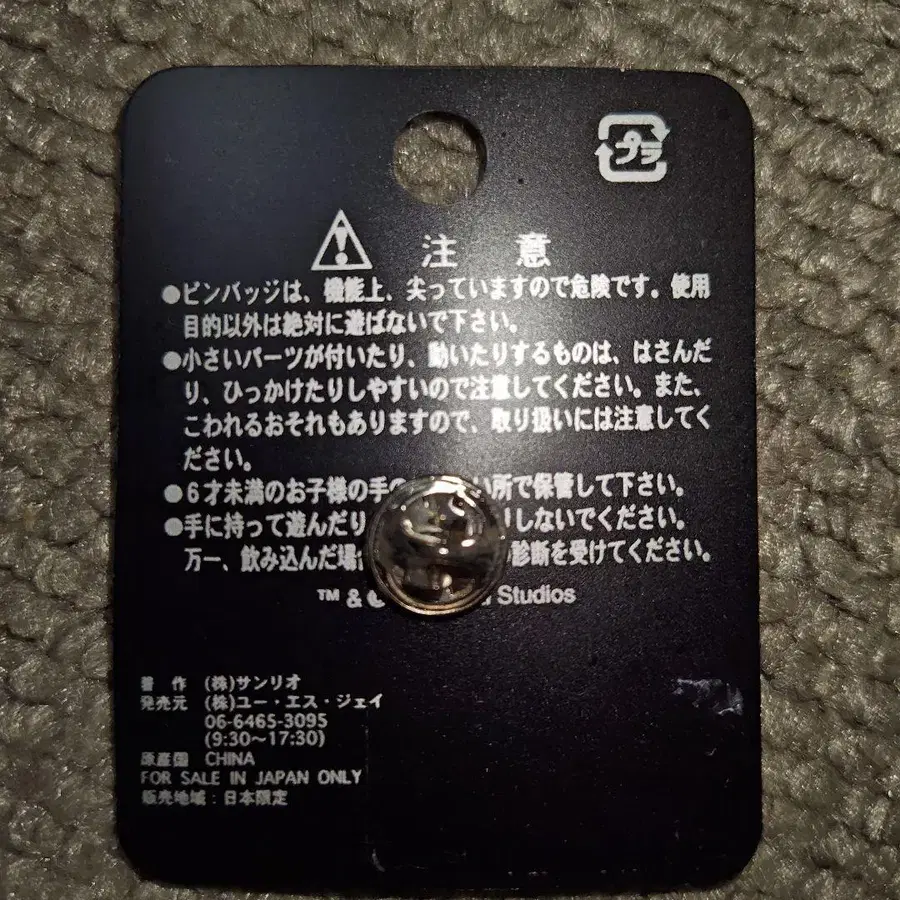 プラ
注 意
●ピンバッジは、機能上、尖っていますので危険です。使用
目的以外は絶対に遊ばないで下さい。
●小さいパーツが付いたり、動いたりするものは、はさんだ
り、ひっかけたりしやすいので注意してください。また、
こわれるおそれもありますので、取り扱いには注意してく
ださい。
●6才未満のお子様の手の い所で保管して下さい。
●手に持って遊んだり りしないでください。
万一、飲み込んだ場 診断を受けてください。
™ & Studios
著 作 (株)サンリオ
発売元 (株)ユー・エス・ジェイ
06-6465-3095
(9:30〜17:30)
原産国 CHINA
FOR SALE IN JAPAN ONLY
販売地域:日本限定